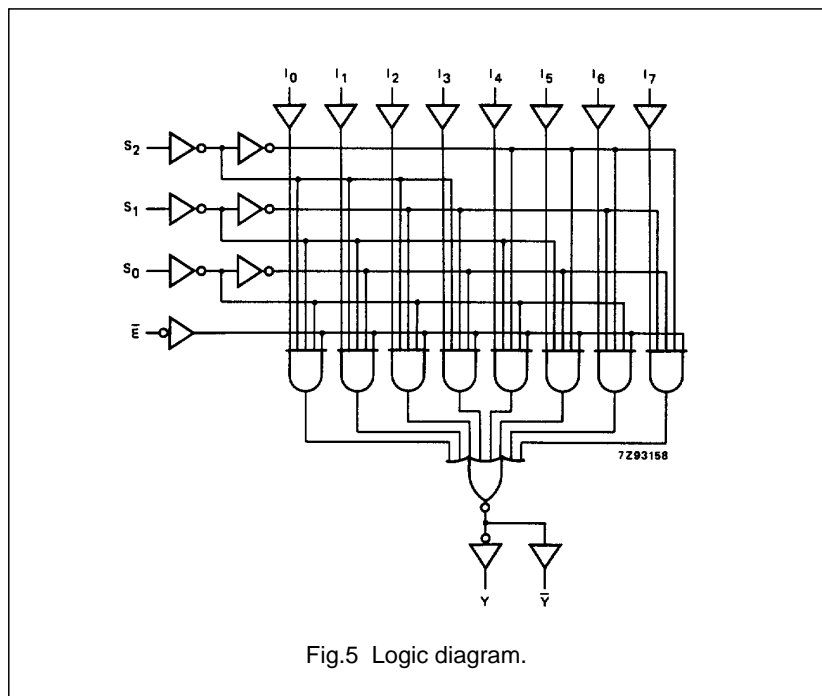 I0 I1 I2 I3 I4 I5 I6 I7
S2
S1
S0
E̅
7Z93158
Y Y̅
Fig.5 Logic diagram.